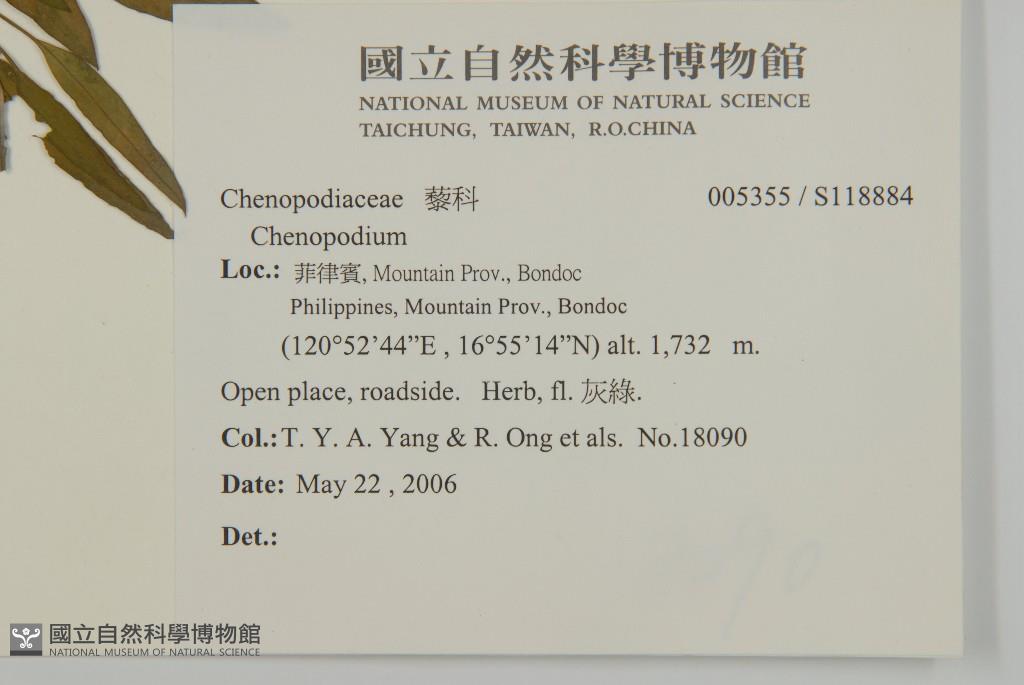 國立自然科學博物館
NATIONAL MUSEUM OF NATURAL SCIENCE
TAICHUNG, TAIWAN, R.O.CHINA
Chenopodiaceae 藜科 005355 / S118884
Chenopodium
Loc.: 菲律賓, Mountain Prov., Bondoc
Philippines, Mountain Prov., Bondoc
(120°52’44”E , 16°55’14”N) alt. 1,732 m.
Open place, roadside. Herb, fl. 灰綠.
Col.: T. Y. A. Yang & R. Ong et als. No.18090
Date: May 22 , 2006
Det.:
國立自然科學博物館
NATIONAL MUSEUM OF NATURAL SCIENCE